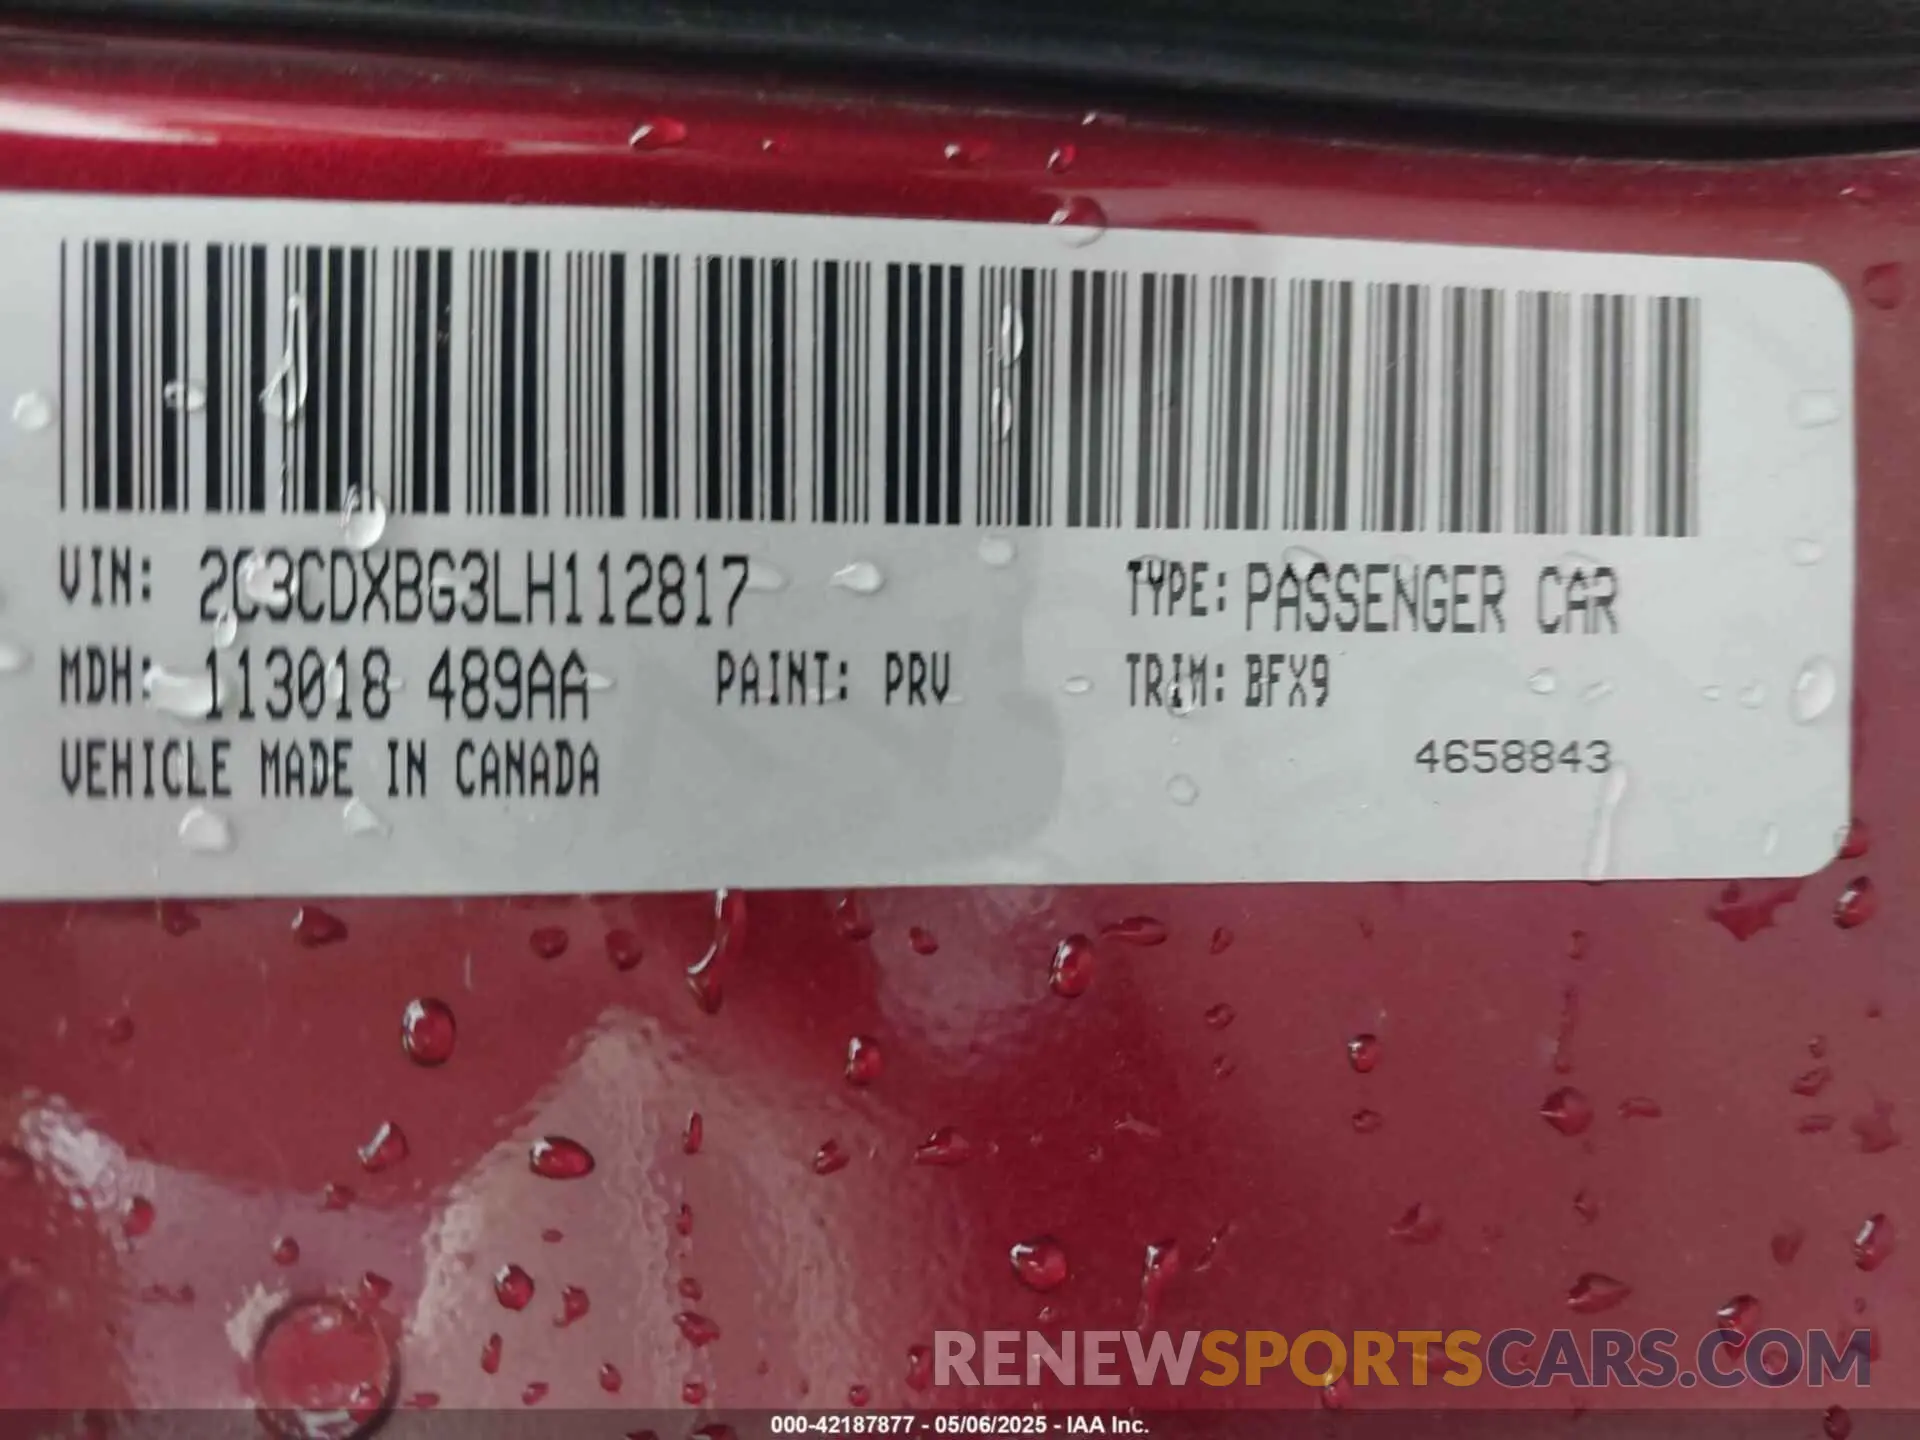 VIN: 2C3CDXBG3LH112817 TYPE: PASSENGER CAR
MDH: 113018 489AA PAINT: PRV TRIM: BFX9
VEHICLE MADE IN CANADA 4658843
RENEWSPORTSCARS.COM
000-42187877 - 05/06/2025 - IAA Inc.